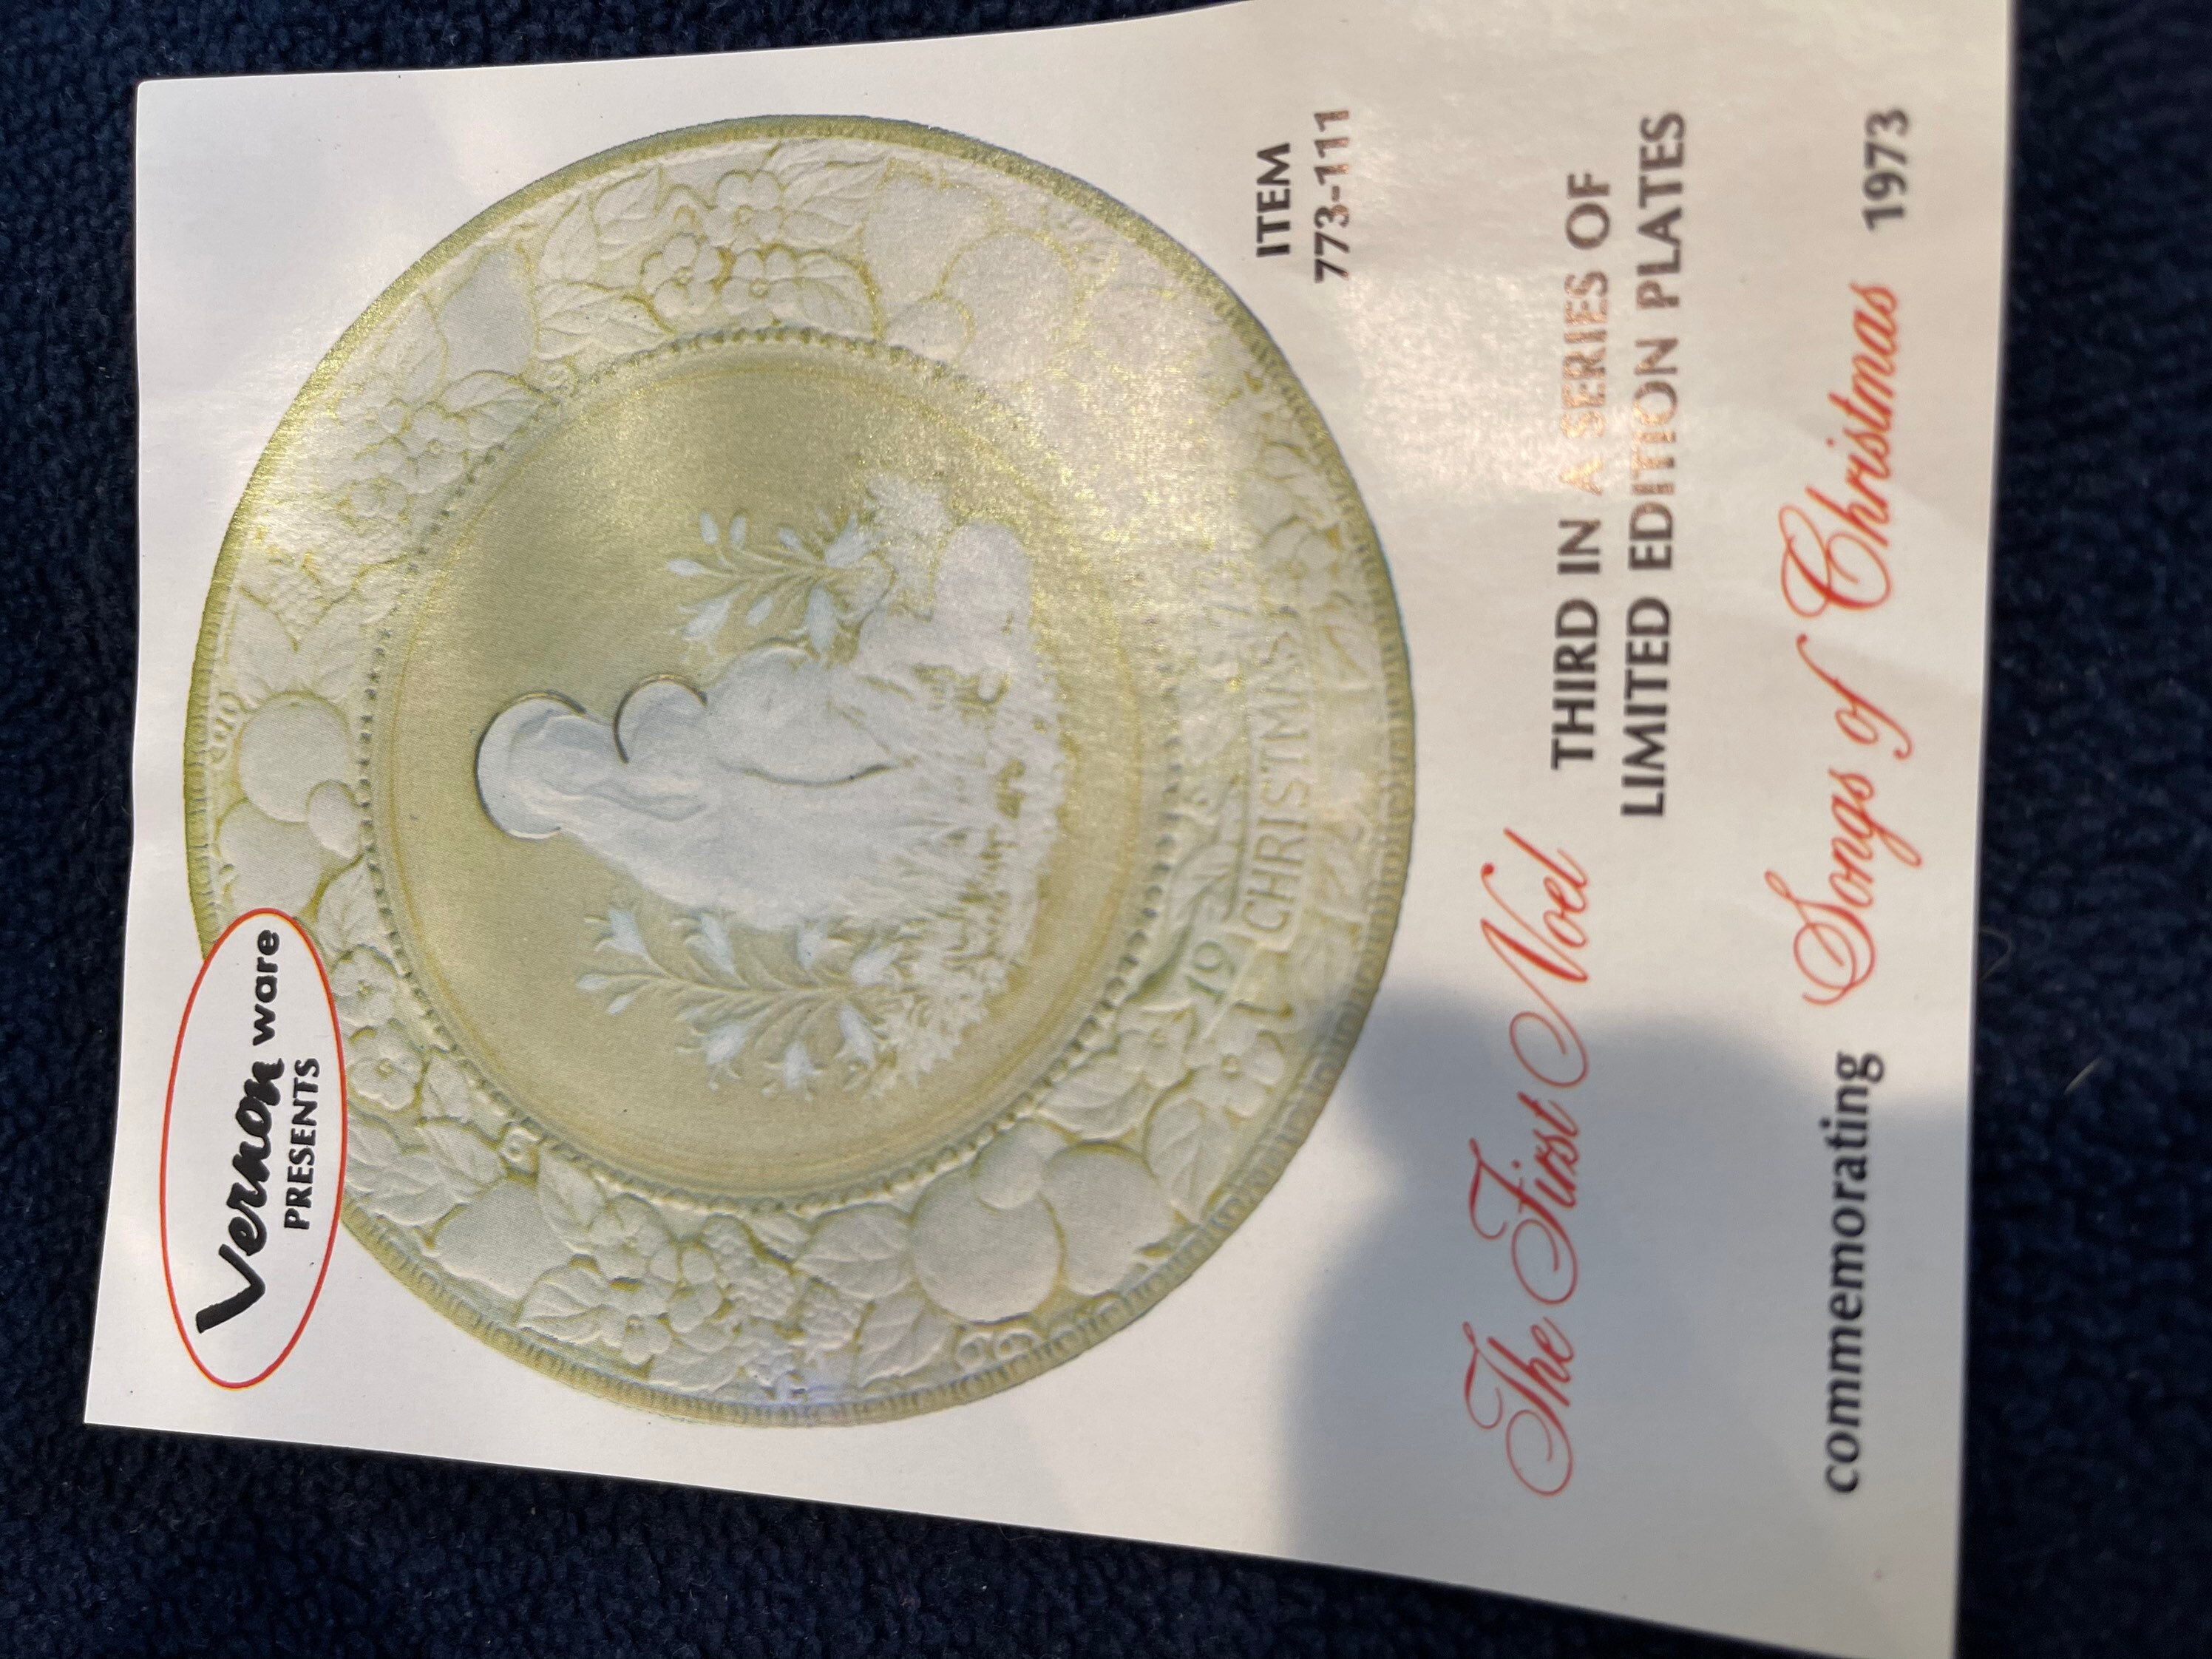 Vernon ware
PRESENTS
19
CHRISTMAS
ITEM
773-111
The First Noel
THIRD IN A SERIES OF
LIMITED EDITION PLATES
commemorating Songs of Christmas 1973